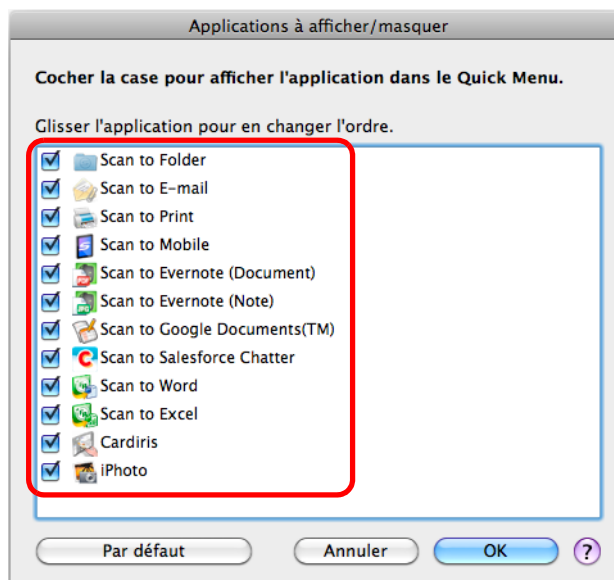 Applications à afficher/masquer
Cocher la case pour afficher l'application dans le Quick Menu.
Glisser l'application pour en changer l'ordre.
Scan to Folder
Scan to E-mail
Scan to Print
Scan to Mobile
Scan to Evernote (Document)
Scan to Evernote (Note)
Scan to Google Documents(TM)
Scan to Salesforce Chatter
Scan to Word
Scan to Excel
Cardiris
iPhoto
Par défaut Annuler OK ?